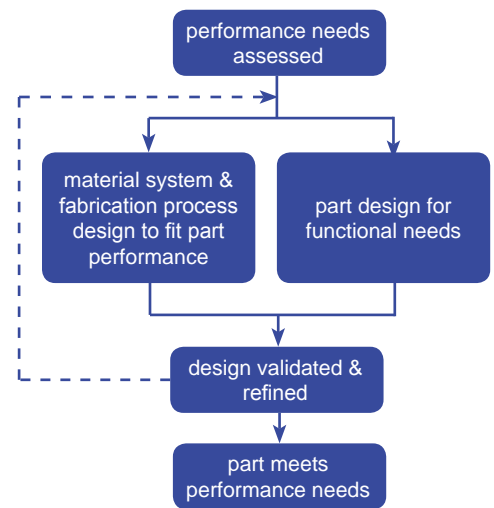 performance needs
assessed
material system &
fabrication process
design to fit part
performance
part design for
functional needs
design validated &
refined
part meets
performance needs